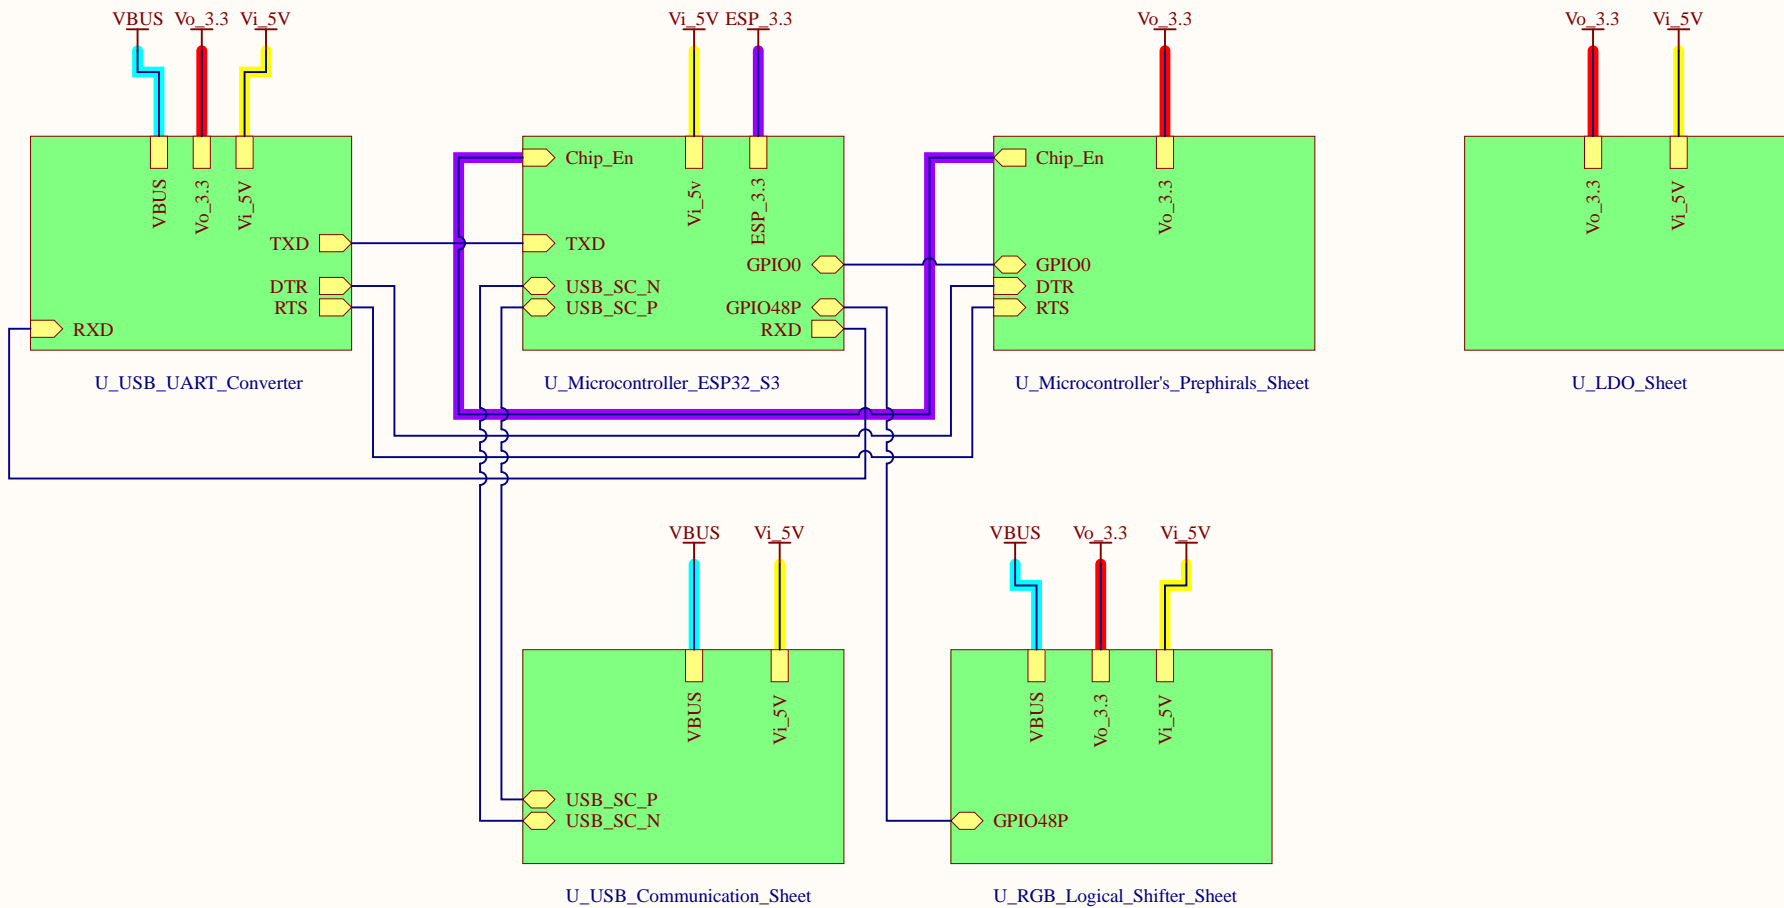 VBUS Vo_3.3 Vi_5V
Vi_5V ESP_3.3
Vo_3.3
Vo_3.3 Vi_5V
VBUS
Vo_3.3
Vi_5V
TXD
DTR
RTS
RXD
U_USB_UART_Converter
Chip_En
Vi_5v
ESP_3.3
TXD
USB_SC_N
USB_SC_P
GPIO0
GPIO48P
RXD
U_Microcontroller_ESP32_S3
Chip_En
Vo_3.3
GPIO0
DTR
RTS
U_Microcontroller's_Prephirals_Sheet
Vo_3.3
Vi_5V
U_LDO_Sheet
VBUS Vi_5V
VBUS
Vi_5V
USB_SC_P
USB_SC_N
U_USB_Communication_Sheet
VBUS Vo_3.3 Vi_5V
VBUS
Vo_3.3
Vi_5V
GPIO48P
U_RGB_Logical_Shifter_Sheet